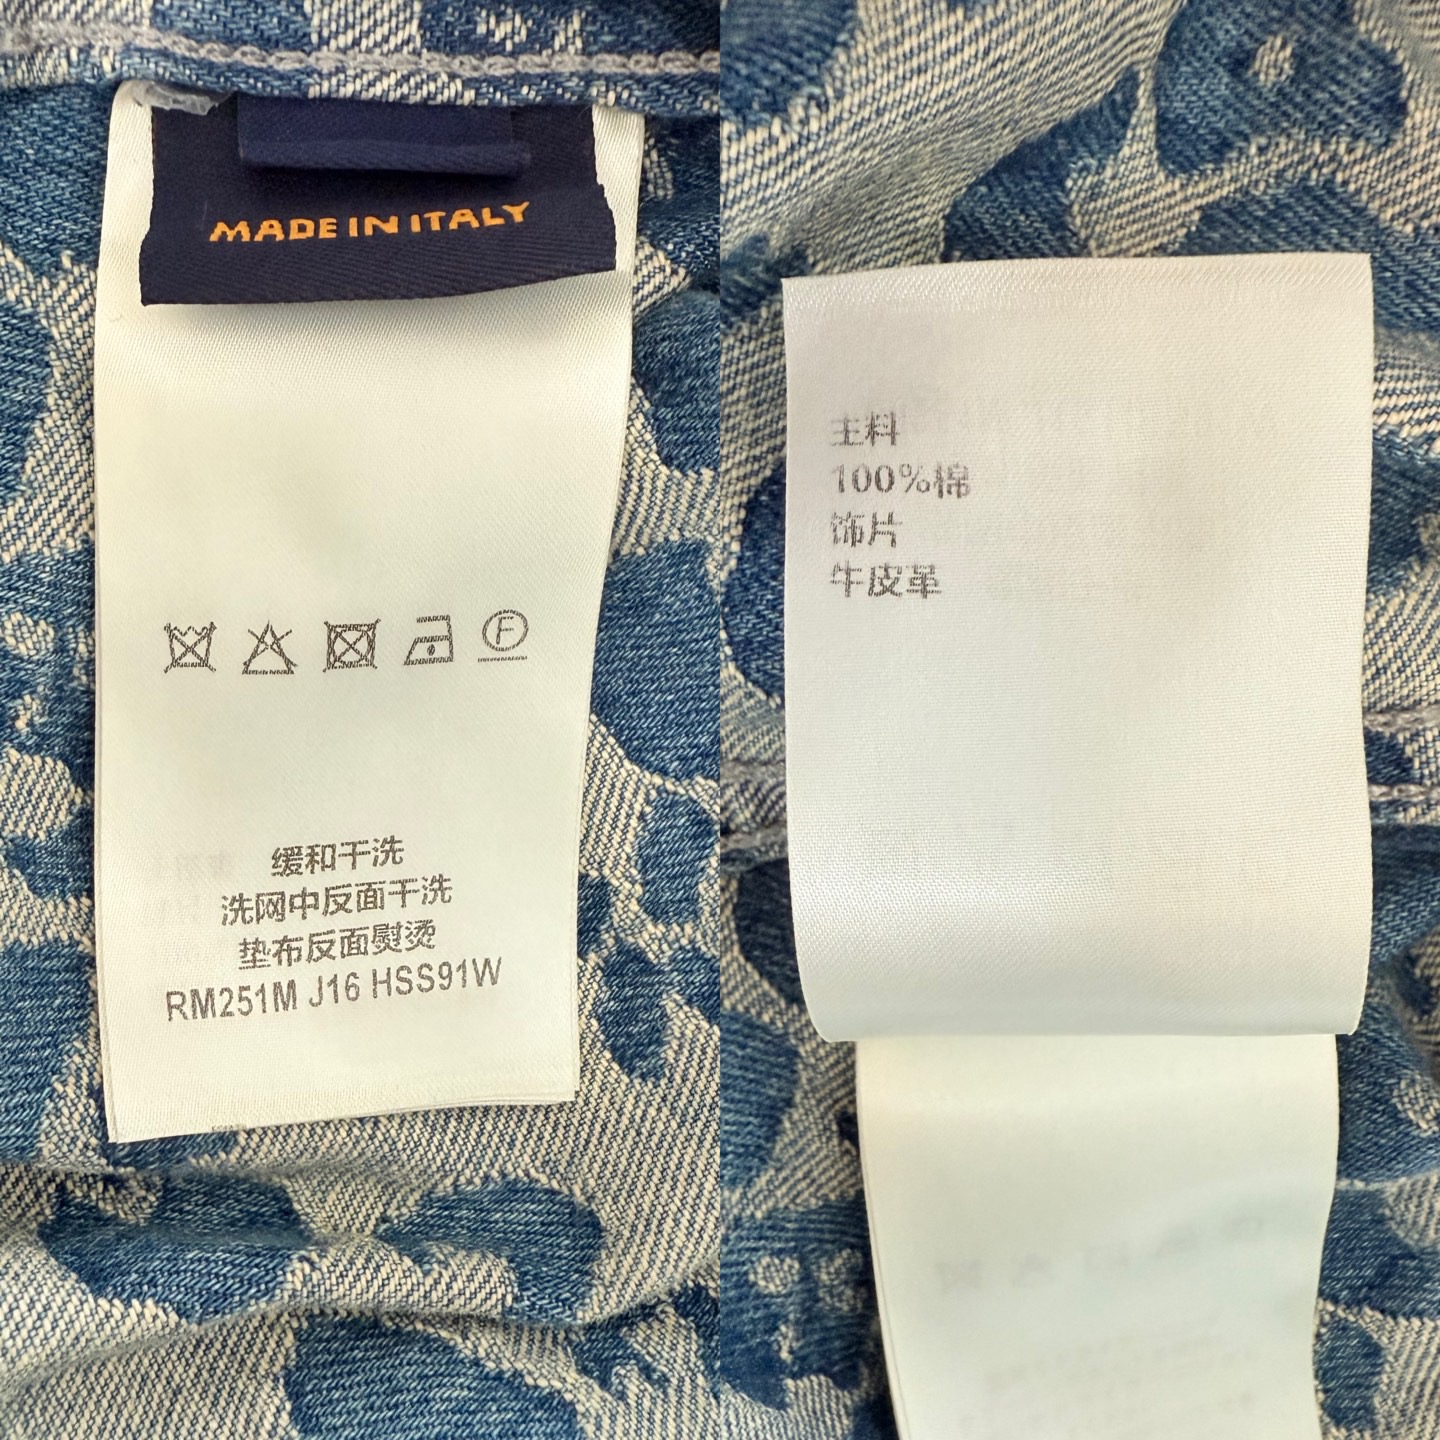 MADE IN ITALY
F
缓和干洗
洗网中反面干洗
垫布反面熨烫
RM251M J16 HSS91W
主料
100%棉
饰片
牛皮革